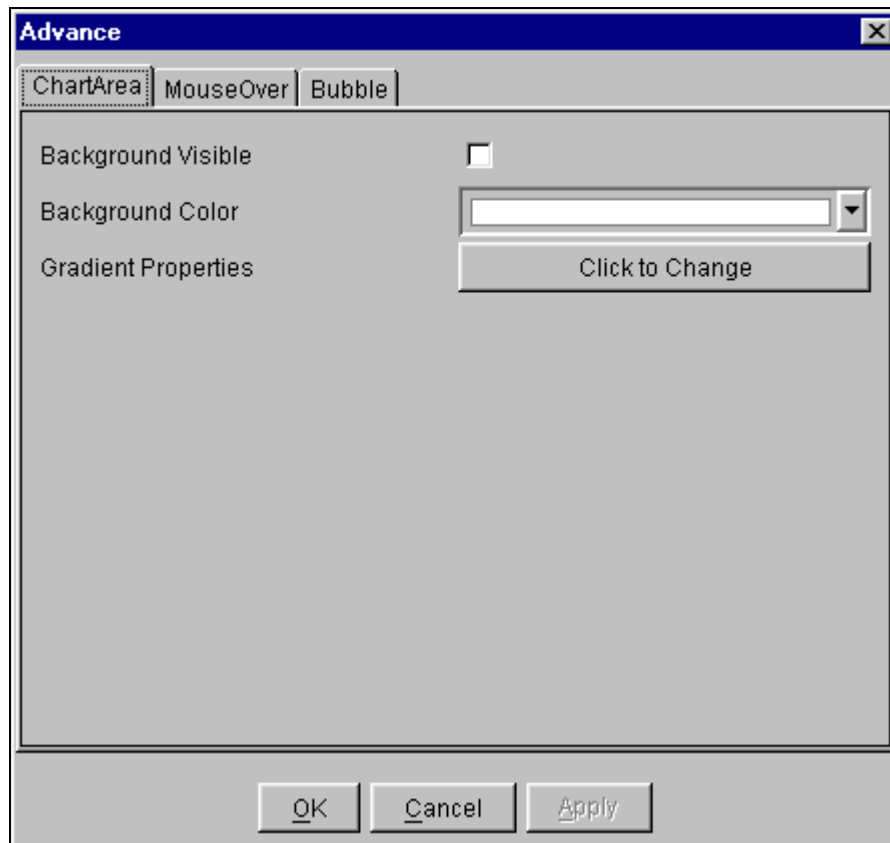 Advance
ChartArea MouseOver Bubble
Background Visible
Background Color
Gradient Properties Click to Change
OK Cancel Apply